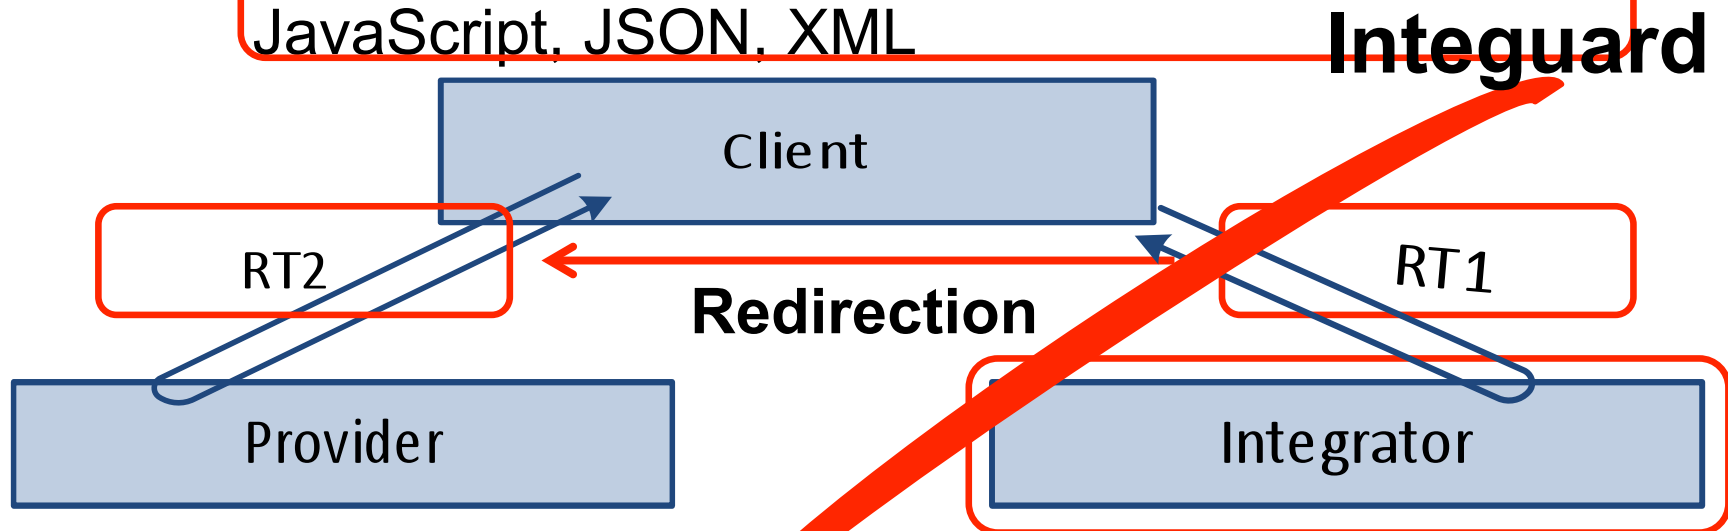 JavaScript, JSON, XML
Integuard
Client
RT2
RT1
Redirection
Provider
Integrator